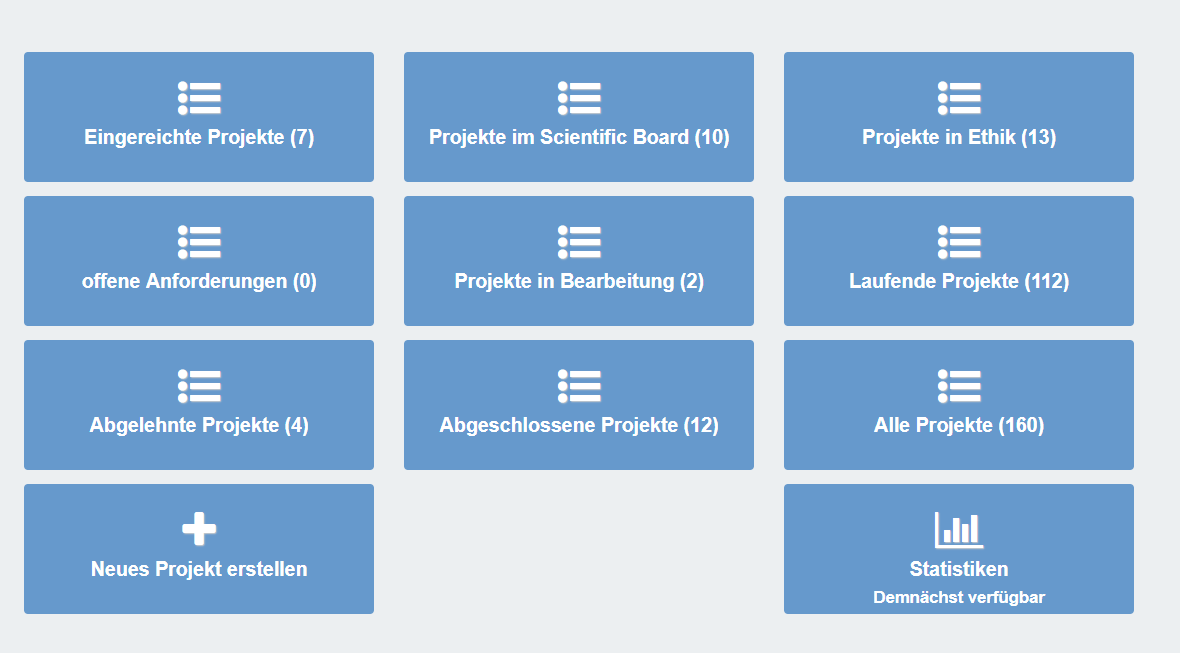 Eingereichte Projekte (7)
Projekte im Scientific Board (10)
Projekte in Ethik (13)
offene Anforderungen (0)
Projekte in Bearbeitung (2)
Laufende Projekte (112)
Abgelehnte Projekte (4)
Abgeschlossene Projekte (12)
Alle Projekte (160)
Neues Projekt erstellen
Statistiken
Demnächst verfügbar